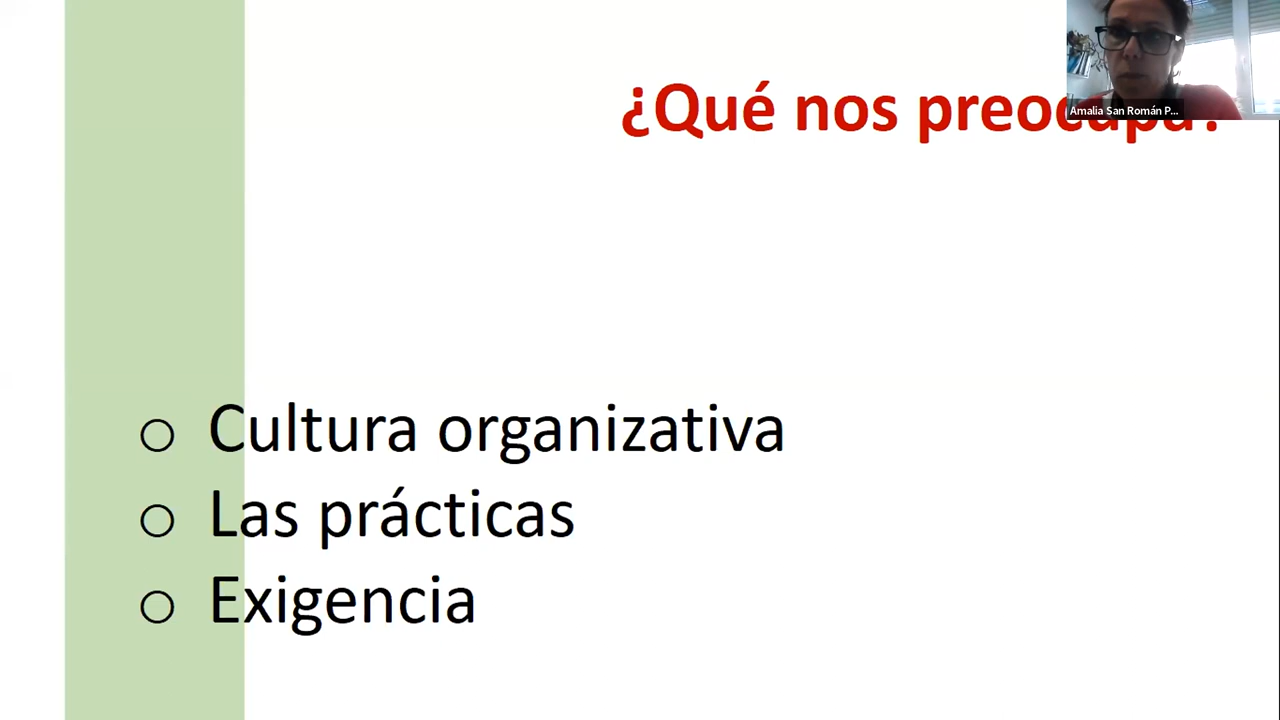 ¿Qué nos preocupa?
Amalia San Román P...
Cultura organizativa
Las prácticas
Exigencia